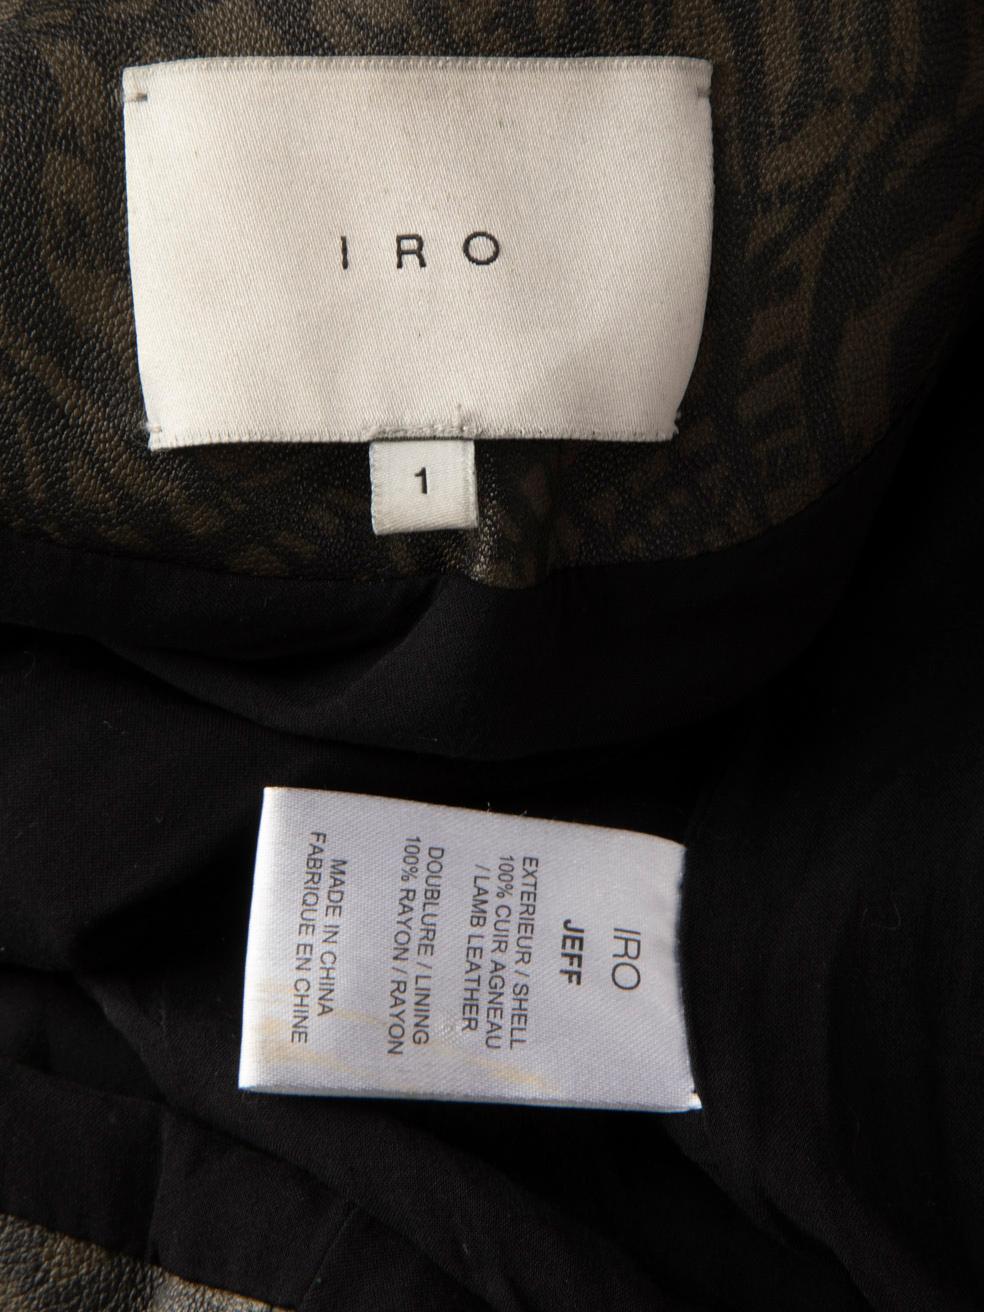 IRO
1
IRO
JEFF
EXTERIEUR / SHELL
100% CUIR AGNEAU
/ LAMB LEATHER
DOUBLURE / LINING
100% RAYON / RAYON
MADE IN CHINA
FABRIQUE EN CHINE